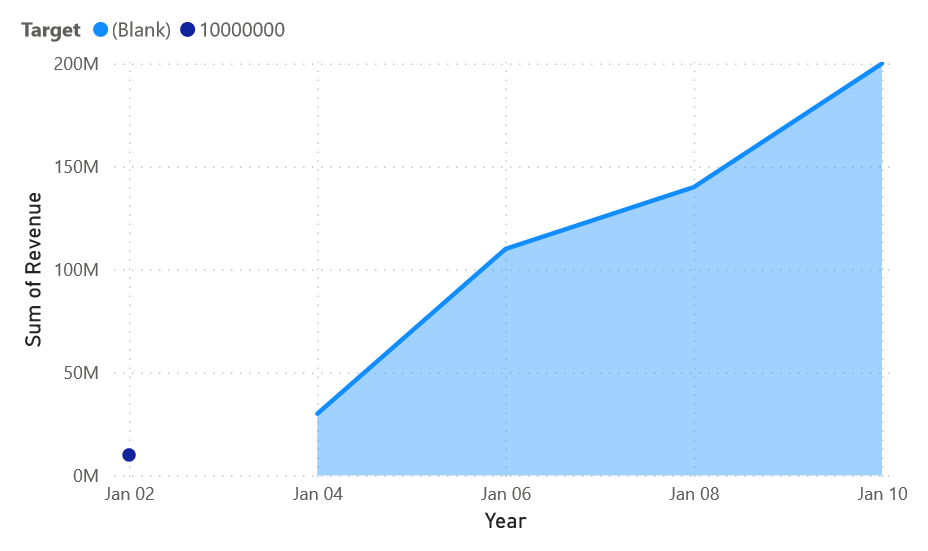 Target (Blank) 10000000
200M
150M
100M
50M
0M
Sum of Revenue
Jan 02 Jan 04 Jan 06 Jan 08 Jan 10
Year